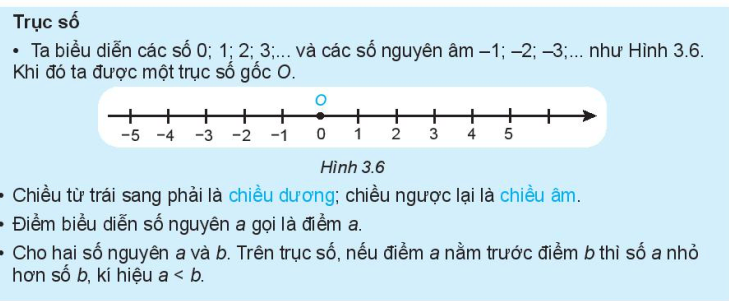 Trục số
• Ta biểu diễn các số 0; 1; 2; 3;... và các số nguyên âm –1; –2; –3;... như Hình 3.6.
Khi đó ta được một trục số gốc O.
O
–5 –4 –3 –2 –1 0 1 2 3 4 5
Hình 3.6
• Chiều từ trái sang phải là chiều dương; chiều ngược lại là chiều âm.
• Điểm biểu diễn số nguyên a gọi là điểm a.
• Cho hai số nguyên a và b. Trên trục số, nếu điểm a nằm trước điểm b thì số a nhỏ
hơn số b, kí hiệu a < b.